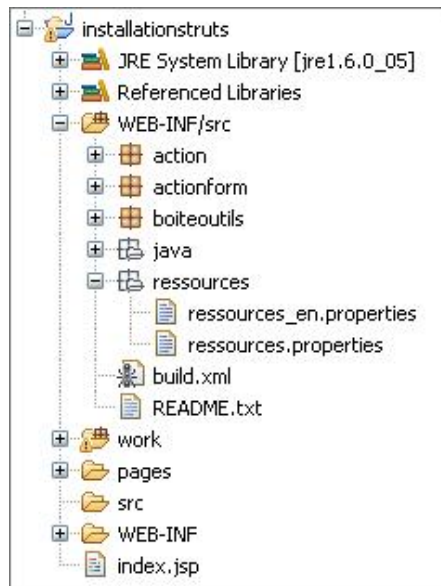 installationstruts
JRE System Library [jre1.6.0_05]
Referenced Libraries
WEB-INF/src
action
actionform
boiteoutils
java
ressources
ressources_en.properties
ressources.properties
build.xml
README.txt
work
pages
src
WEB-INF
index.jsp